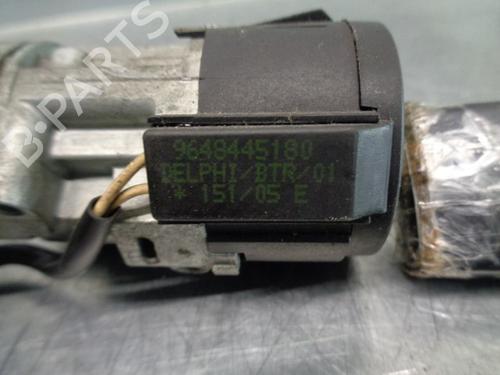 B-PARTS
9648445180
DELPHI/BTR/01
* 151/05 E